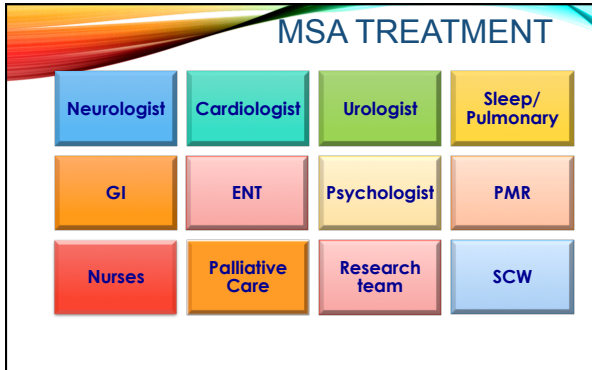 MSA TREATMENT
Neurologist
Cardiologist
Urologist
Sleep/
Pulmonary
GI
ENT
Psychologist
PMR
Nurses
Palliative
Care
Research
team
SCW